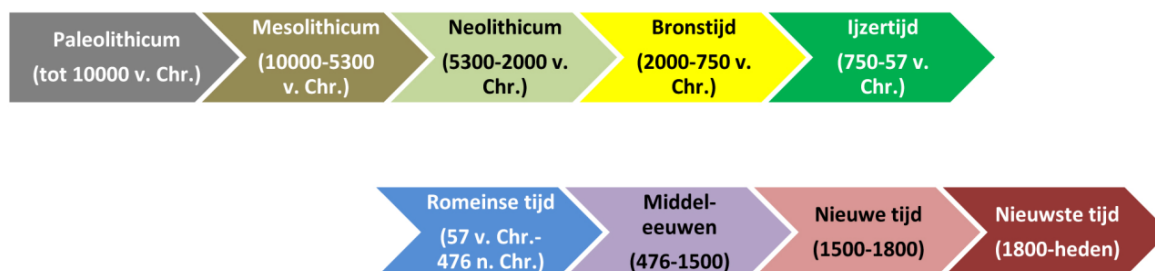 Paleolithicum
(tot 10000 v. Chr.)
Mesolithicum
(10000-5300
v. Chr.)
Neolithicum
(5300-2000 v.
Chr.)
Bronstijd
(2000-750 v.
Chr.)
Ijzertijd
(750-57 v.
Chr.)
Romeinse tijd
(57 v. Chr.-
476 n. Chr.)
Middel-
eeuwen
(476-1500)
Nieuwe tijd
(1500-1800)
Nieuwste tijd
(1800-heden)